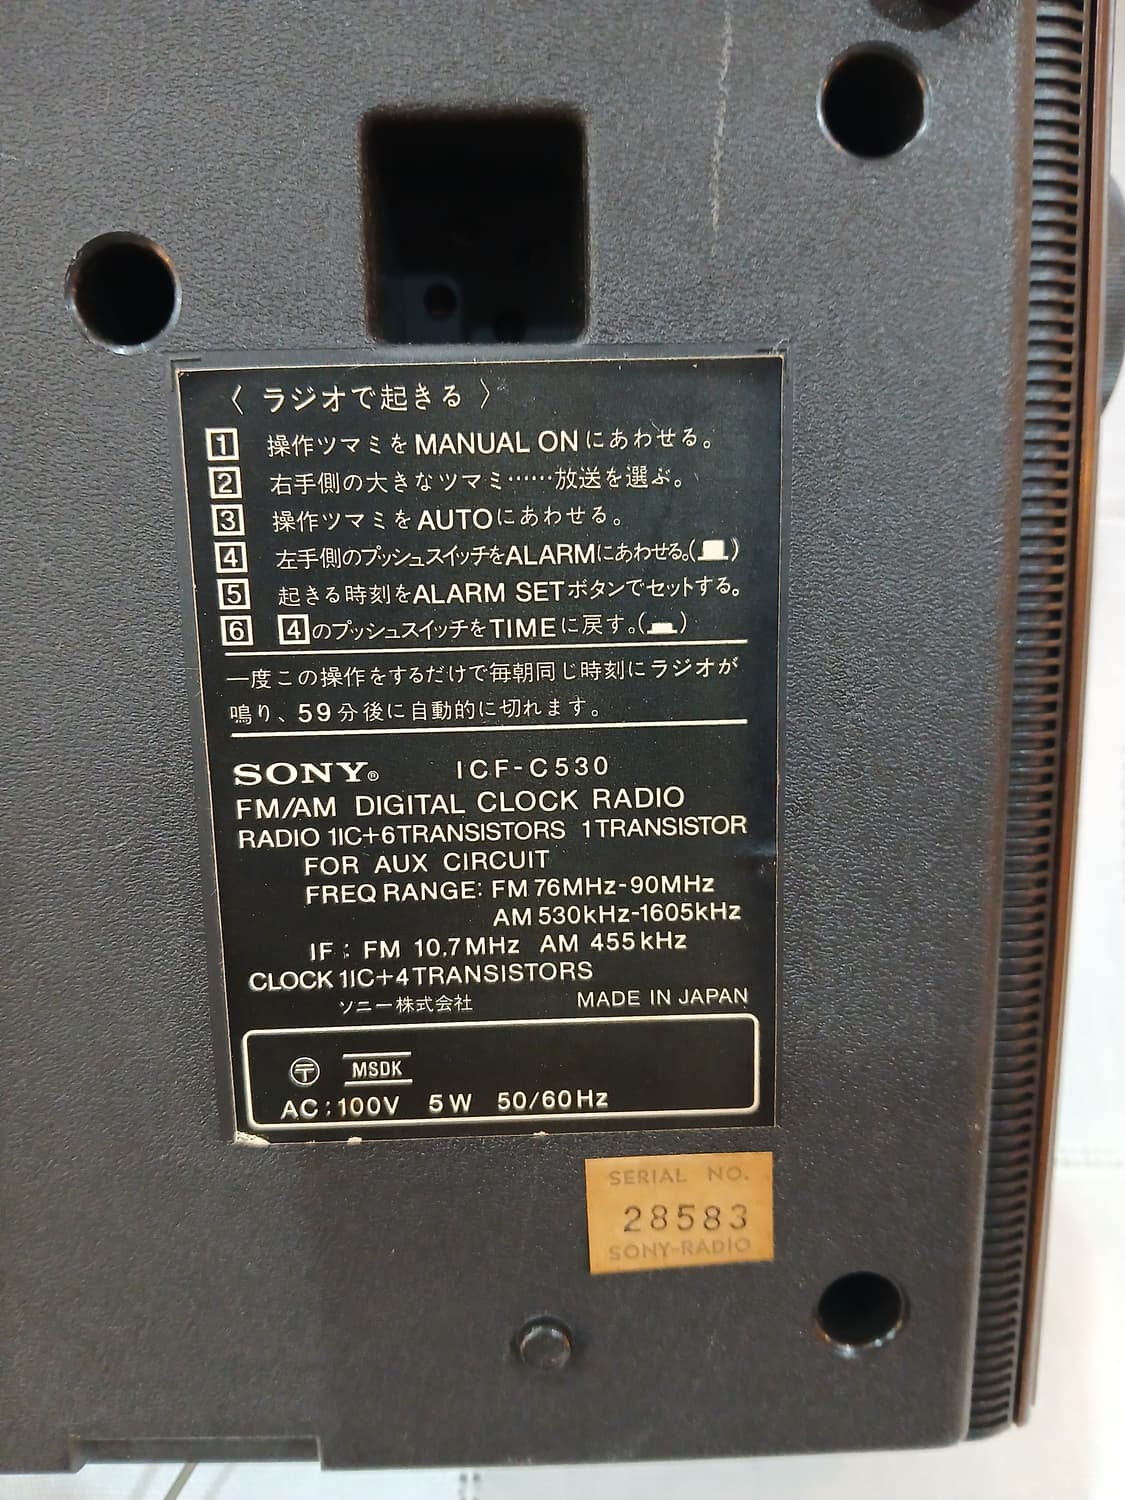 〈 ラジオで起きる 〉
1 操作ツマミをMANUAL ONにあわせる。
2 右手側の大きなツマミ……放送を選ぶ。
3 操作ツマミをAUTOにあわせる。
4 左手側のプッシュスイッチをALARMにあわせる。( )
5 起きる時刻をALARM SETボタンでセットする。
6 4のプッシュスイッチをTIMEに戻す。( )
一度この操作をするだけで毎朝同じ時刻にラジオが
鳴り、59分後に自動的に切れます。
SONY® ICF-C530
FM/AM DIGITAL CLOCK RADIO
RADIO 1IC+6TRANSISTORS 1TRANSISTOR
FOR AUX CIRCUIT
FREQ RANGE: FM 76MHz-90MHz
AM 530kHz-1605kHz
IF : FM 10.7MHz AM 455kHz
CLOCK 1IC+4TRANSISTORS
ソニー株式会社 MADE IN JAPAN
〒 MSDK
AC:100V 5W 50/60Hz
SERIAL NO.
28583
SONY-RADIO